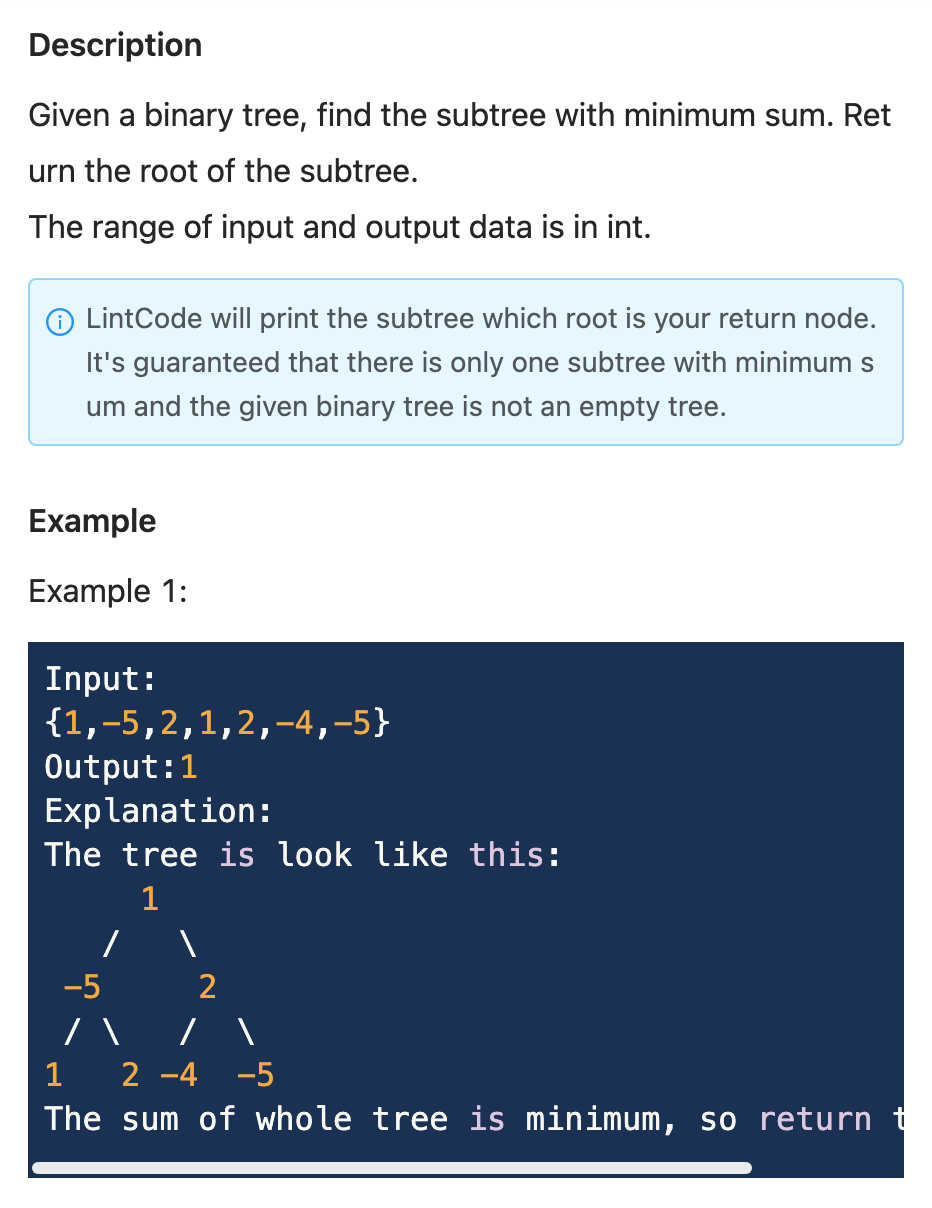 Description
Given a binary tree, find the subtree with minimum sum. Ret
urn the root of the subtree.
The range of input and output data is in int.
LintCode will print the subtree which root is your return node.
It's guaranteed that there is only one subtree with minimum s
um and the given binary tree is not an empty tree.
Example
Example 1:
Input:
{1,-5,2,1,2,-4,-5}
Output:1
Explanation:
The tree is look like this:
     1
   /   \
 -5     2
 / \   /  \
1   2 -4  -5
The sum of whole tree is minimum, so return t